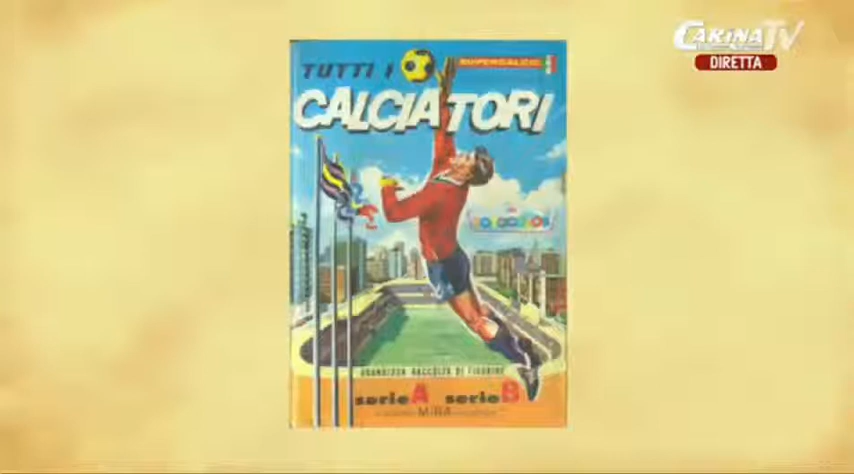 CARINA TV
DIRETTA
TUTTI I
SUPERCALCIO
CALCIATORI
GRANDIOSA RACCOLTA DI FIGURINE
serie A serie B
MIRA